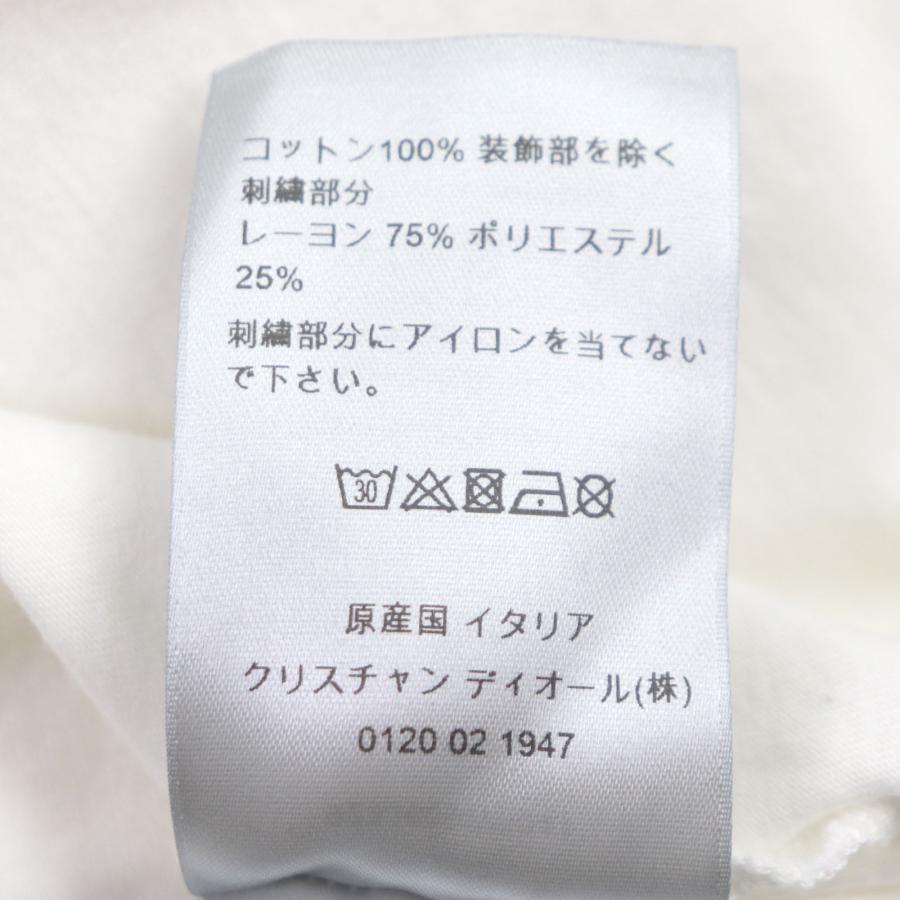 コットン100% 装飾部を除く
刺繍部分
レーヨン 75% ポリエステル
25%
刺繍部分にアイロンを当てない
で下さい。
30
原産国 イタリア
クリスチャン ディオール(株)
0120 02 1947